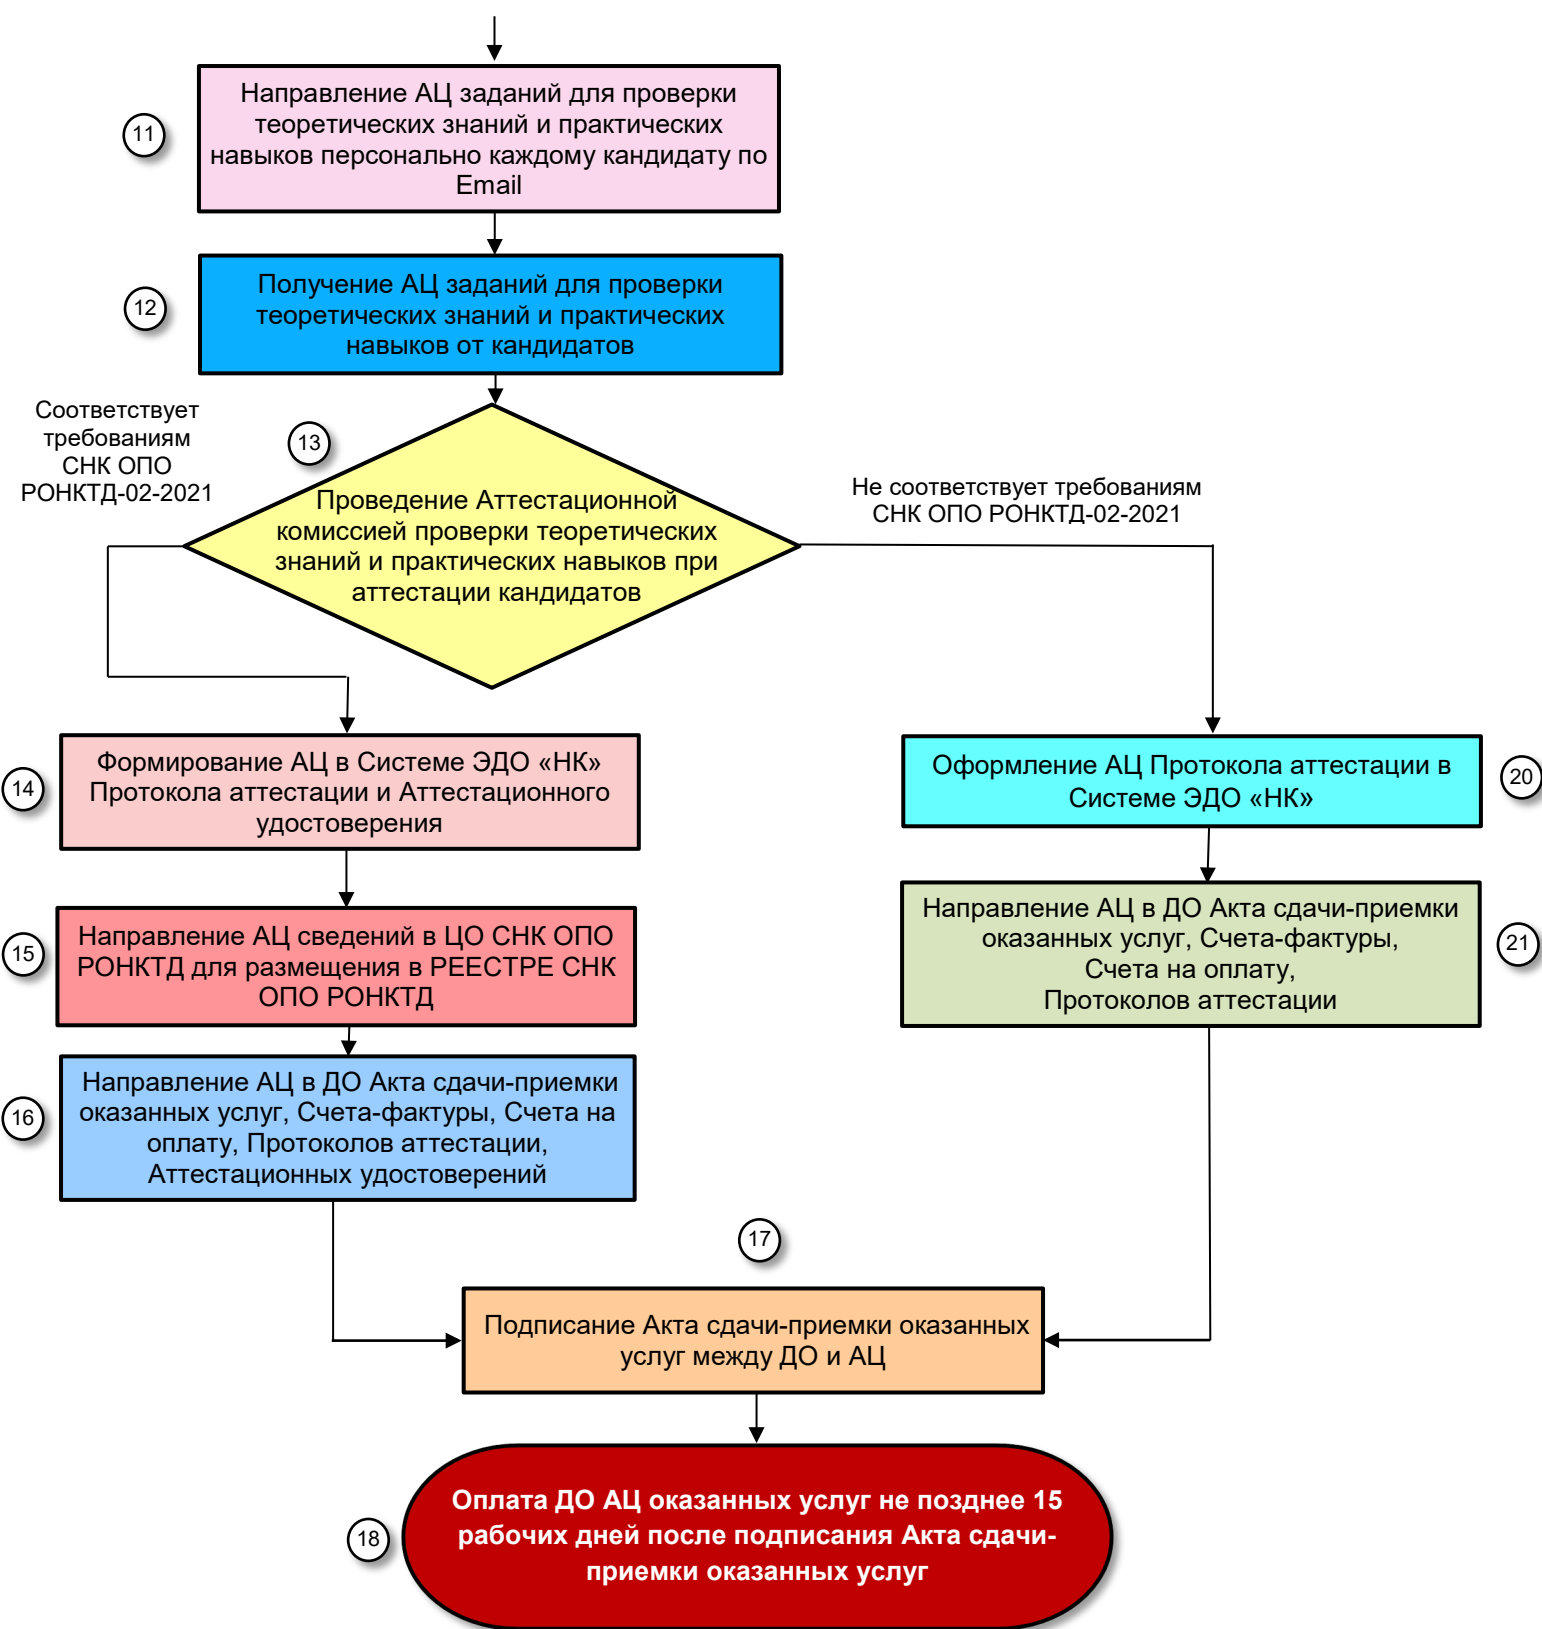 Направление АЦ заданий для проверки
теоретических знаний и практических
навыков персонально каждому кандидату по
Email
11
Получение АЦ заданий для проверки
теоретических знаний и практических
навыков от кандидатов
12
Соответствует
требованиям
СНК ОПО
РОНКТД-02-2021
13
Проведение Аттестационной
комиссией проверки теоретических
знаний и практических навыков при
аттестации кандидатов
Не соответствует требованиям
СНК ОПО РОНКТД-02-2021
14
Формирование АЦ в Системе ЭДО «НК»
Протокола аттестации и Аттестационного
удостоверения
Оформление АЦ Протокола аттестации в
Системе ЭДО «НК»
20
15
Направление АЦ сведений в ЦО СНК ОПО
РОНКТД для размещения в РЕЕСТРЕ СНК
ОПО РОНКТД
Направление АЦ в ДО Акта сдачи-приемки
оказанных услуг, Счета-фактуры,
Счета на оплату,
Протоколов аттестации
21
16
Направление АЦ в ДО Акта сдачи-приемки
оказанных услуг, Счета-фактуры, Счета на
оплату, Протоколов аттестации,
Аттестационных удостоверений
17
Подписание Акта сдачи-приемки оказанных
услуг между ДО и АЦ
18
Оплата ДО АЦ оказанных услуг не позднее 15
рабочих дней после подписания Акта сдачи-
приемки оказанных услуг